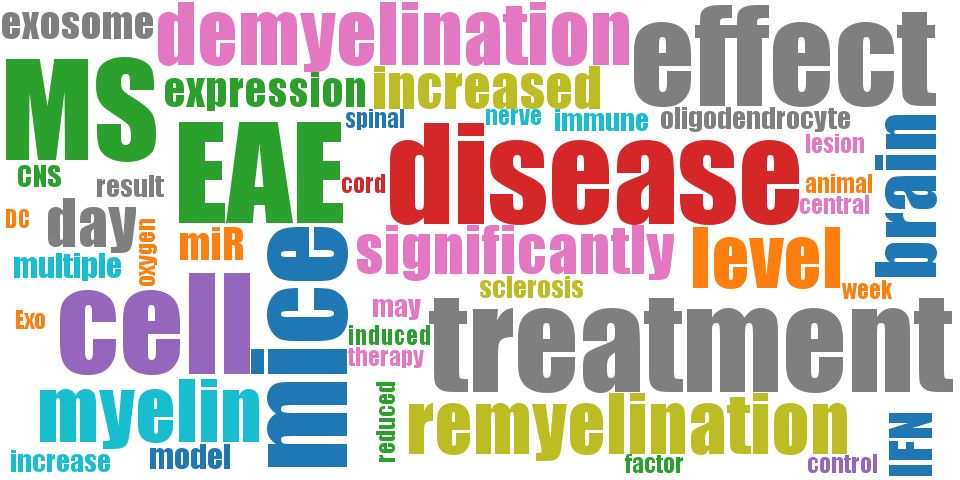 exosome
demyelination
effect
MS
expression
increased
spinal
nerve
immune
oligodendrocyte
lesion
brain
CNS
result
EAE
cord
disease
animal
central
DC
day
oxygen
miR
mice
significantly
level
week
multiple
sclerosis
cell
Exo
may
induced
therapy
treatment
myelin
reduced
remyelination
increase
model
factor
control
IFN